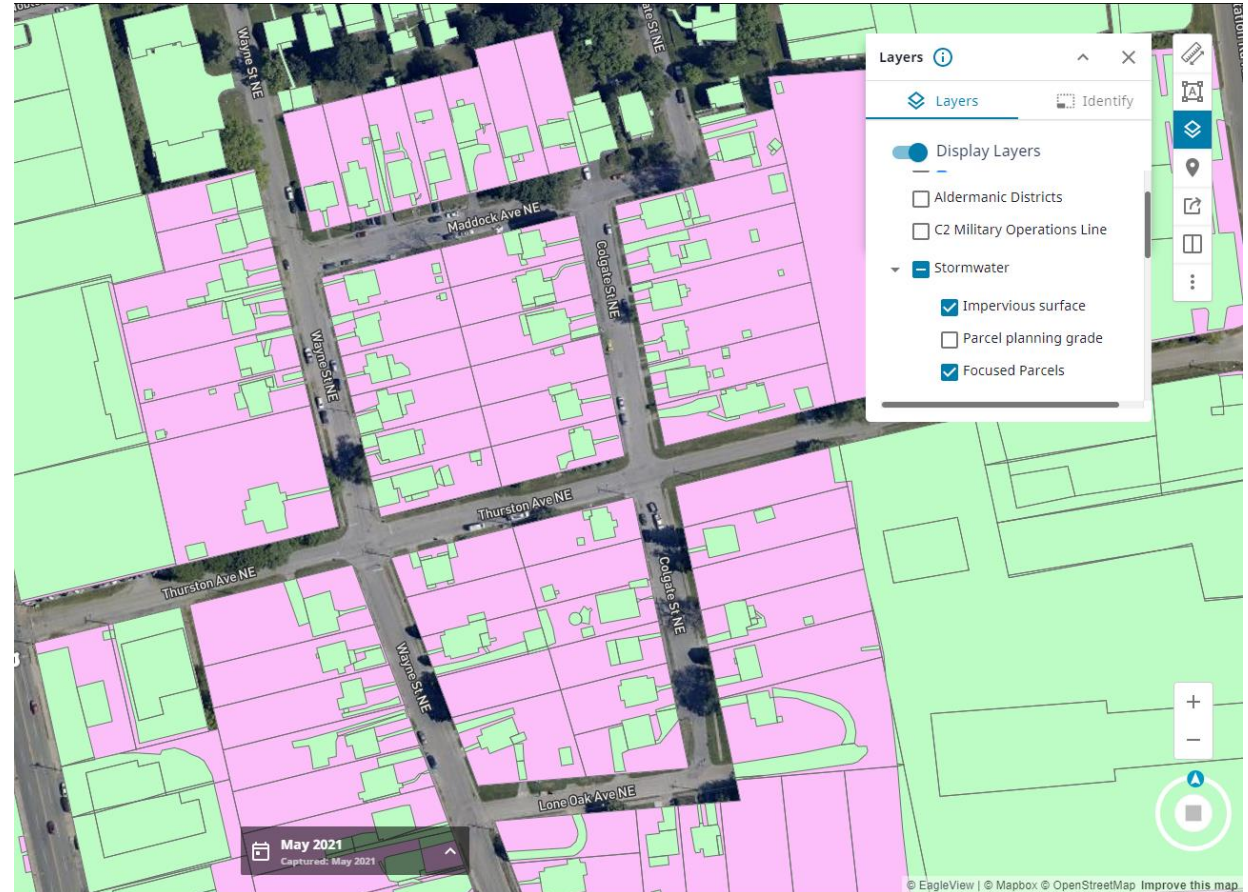 Wayne St NE
Maddock Ave NE
Colgate St NE
Wayne St NE
Thurston Ave NE
Thurston Ave NE
Colgate St NE
Wayne St NE
Lone Oak Ave NE
Layers
Layers
Identify
Display Layers
Aldermanic Districts
C2 Military Operations Line
Stormwater
Impervious surface
Parcel planning grade
Focused Parcels
May 2021
Captured: May 2021
© EagleView | © Mapbox © OpenStreetMap Improve this map